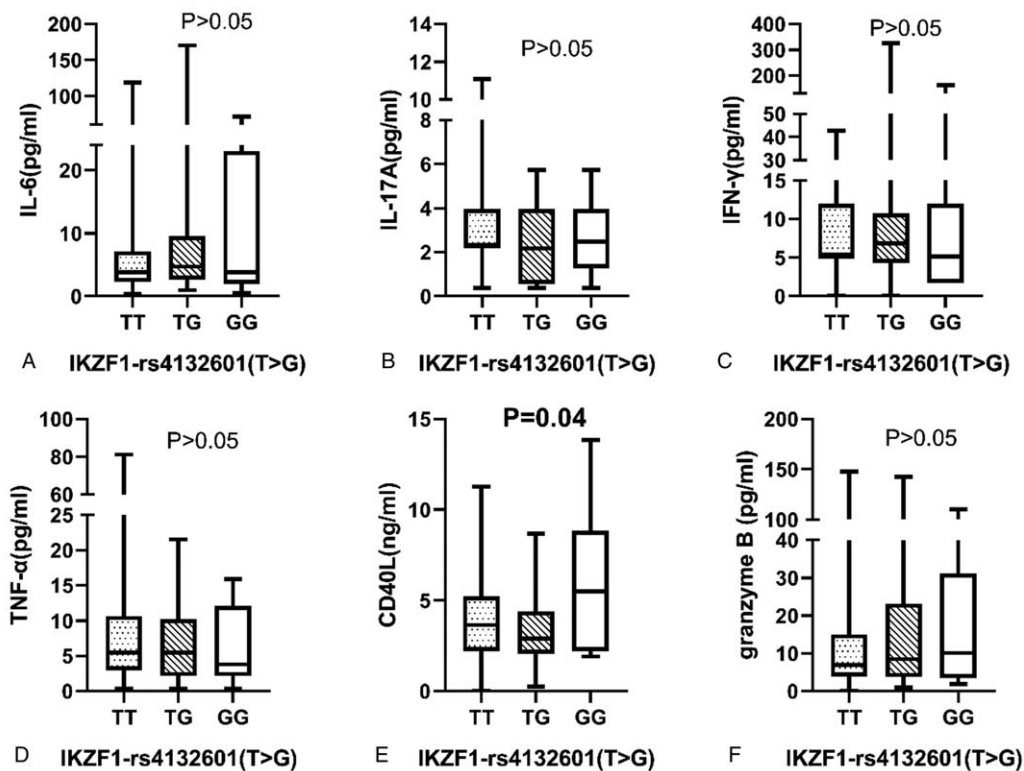 P>0.05
IL-6(pg/ml)
200
150
100
20
10
0
TT TG GG
A IKZF1-rs4132601(T>G)
P>0.05
IL-17A(pg/ml)
14
12
10
8
6
4
2
0
TT TG GG
B IKZF1-rs4132601(T>G)
P>0.05
IFN-γ(pg/ml)
400
300
200
50
40
30
15
10
5
0
TT TG GG
C IKZF1-rs4132601(T>G)
P>0.05
TNF-α(pg/ml)
100
80
60
25
20
15
10
5
0
TT TG GG
D IKZF1-rs4132601(T>G)
P=0.04
CD40L(ng/ml)
15
10
5
0
TT TG GG
E IKZF1-rs4132601(T>G)
P>0.05
granzyme B (pg/ml)
200
150
100
40
30
20
10
0
TT TG GG
F IKZF1-rs4132601(T>G)